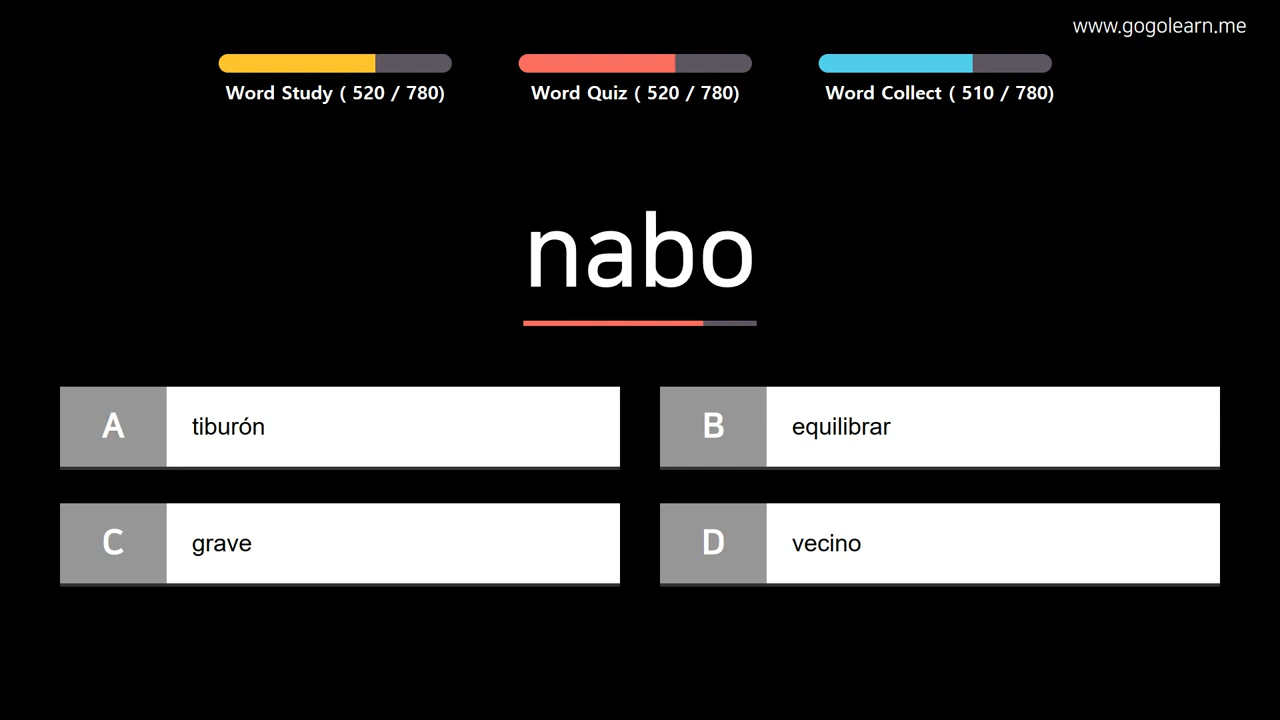 www.gogolearn.me
Word Study ( 520 / 780)
Word Quiz ( 520 / 780)
Word Collect ( 510 / 780)
nabo
A tiburón
B equilibrar
C grave
D vecino